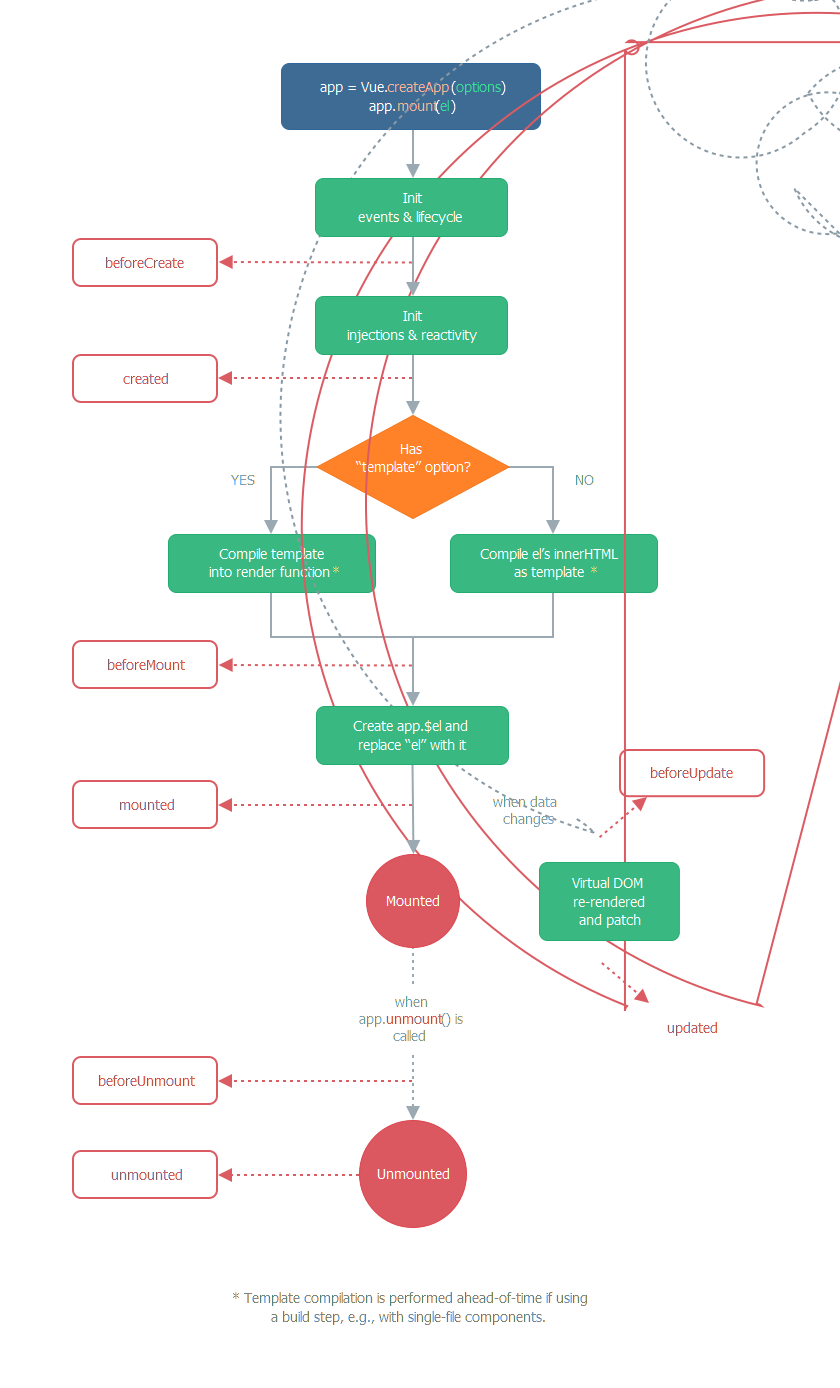 app = Vue.createApp(options)
app.mount(el)
Init
events & lifecycle
beforeCreate
Init
injections & reactivity
created
Has
“template” option?
YES
NO
Compile template
into render function *
Compile el’s innerHTML
as template *
beforeMount
Create app.$el and
replace “el” with it
beforeUpdate
mounted
when data
changes
Virtual DOM
re-rendered
and patch
Mounted
when
app.unmount() is
called
updated
beforeUnmount
unmounted
Unmounted
* Template compilation is performed ahead-of-time if using
a build step, e.g., with single-file components.